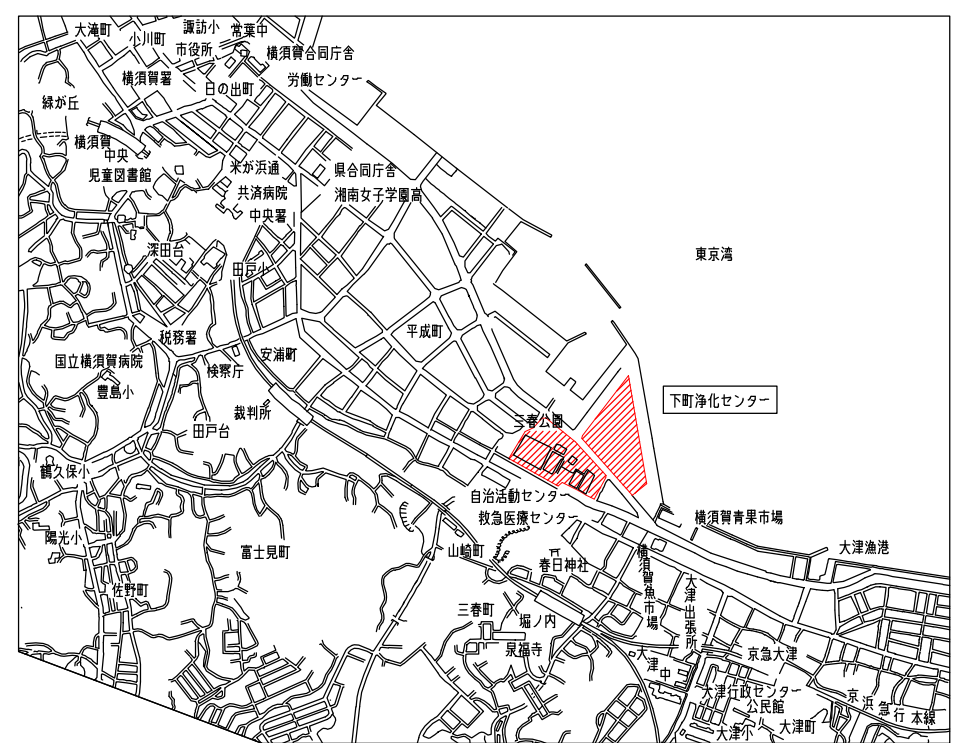 大滝町
小川町
諏訪小
常葉中
市役所
横須賀合同庁舎
横須賀署
日の出町
労働センター
緑が丘
横須賀
中央
児童図書館
米が浜通
共済病院
中央署
県合同庁舎
湘南女子学園高
東京湾
深田台
田戸小
平成町
税務署
国立横須賀病院
豊島小
検察庁
安浦町
裁判所
田戸台
下町浄化センター
三春公園
鶴久保小
自治活動センター
救急医療センター
横須賀青果市場
大津漁港
陽光小
佐野町
富士見町
山崎町
春日神社
横須賀魚市場
大津出張所
三春町
堀ノ内
泉福寺
大津中
京急大津
大津行政センター
公民館
京浜急行本線
大津小
大津町